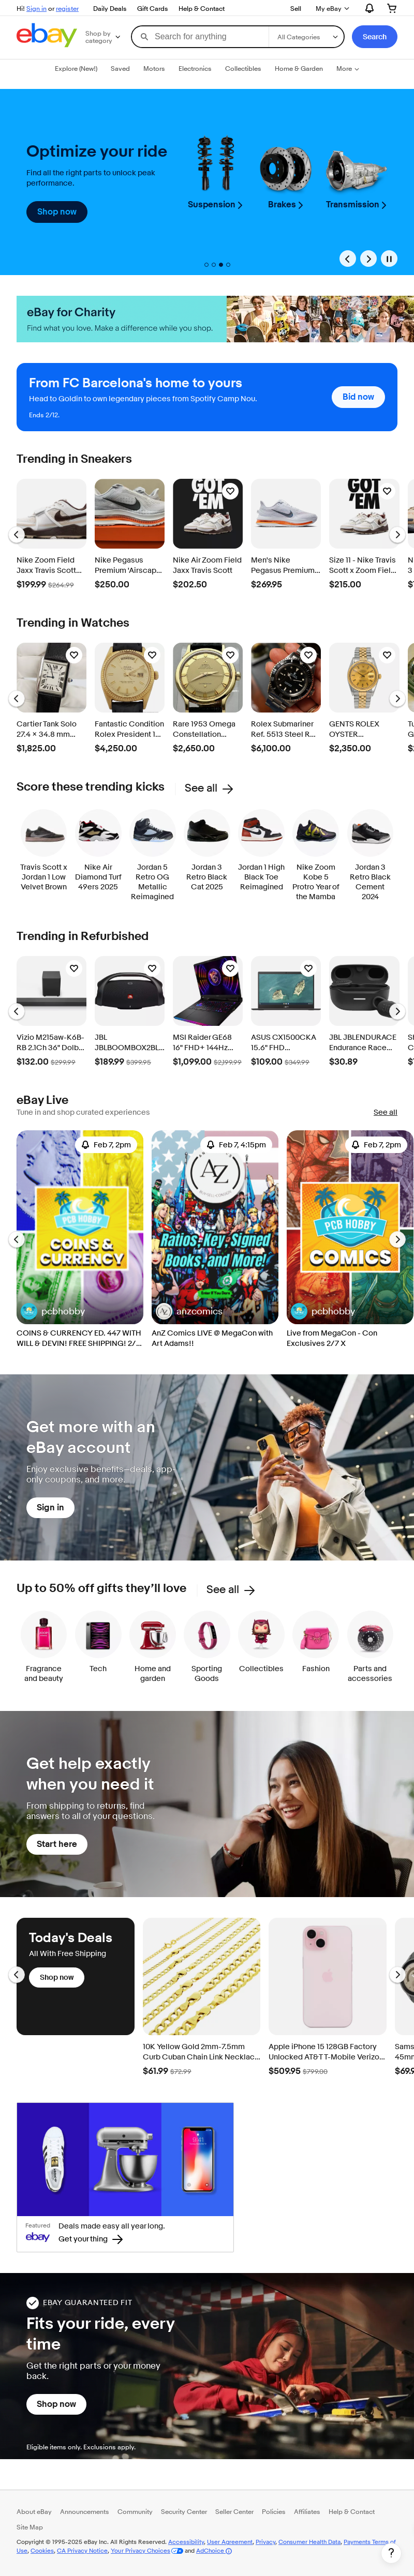 Hi! Sign in or register
Daily Deals
Gift Cards
Help & Contact
Sell
My eBay
ebay
Shop by category
Search for anything
All Categories
Search
Explore (New!)
Saved
Motors
Electronics
Collectibles
Home & Garden
More
Optimize your ride
Find all the right parts to unlock peak
performance.
Shop now
Suspension
Brakes
Transmission
eBay for Charity
Find what you love. Make a difference while you shop.
From FC Barcelona's home to yours
Head to Goldin to own legendary pieces from Spotify Camp Nou.
Ends 2/12.
Bid now
Trending in Sneakers
GOT 'EM
GOT 'EM
Nike Zoom Field
Jaxx Travis Scott...
$199.99 $264.99
Nike Pegasus
Premium 'Airscap...
$250.00
Nike Air Zoom Field
Jaxx Travis Scott
$202.50
Men's Nike
Pegasus Premium...
$269.95
Size 11 - Nike Travis
Scott x Zoom Fiel...
$215.00
Trending in Watches
Cartier Tank Solo
27.4 × 34.8 mm...
$1,825.00
Fantastic Condition
Rolex President 1...
$4,250.00
Rare 1953 Omega
Constellation...
$2,650.00
Rolex Submariner
Ref. 5513 Steel R...
$6,100.00
GENTS ROLEX
OYSTER...
$2,350.00
Score these trending kicks
See all
Travis Scott x
Jordan 1 Low
Velvet Brown
Nike Air
Diamond Turf
49ers 2025
Jordan 5
Retro OG
Metallic
Reimagined
Jordan 3
Retro Black
Cat 2025
Jordan 1 High
Black Toe
Reimagined
Nike Zoom
Kobe 5
Protro Year of
the Mamba
Jordan 3
Retro Black
Cement
2024
Trending in Refurbished
Vizio M215aw-K6B-
RB 2.1Ch 36" Dolb...
$132.00 $299.99
JBL
JBLBOOMBOX2BL...
$189.99 $399.95
MSI Raider GE68
16" FHD+ 144Hz...
$1,099.00 $2,199.99
ASUS CX1500CKA
15.6" FHD...
$109.00 $349.99
JBL JBLENDURACE
Endurance Race...
$30.89
eBay Live
Tune in and shop curated experiences
See all
Feb 7, 2pm
PCB HOBBY
COINS &
CURRENCY
pcbhobby
COINS & CURRENCY ED. 447 WITH
WILL & DEVIN! FREE SHIPPING! 2/...
Feb 7, 4:15pm
AZ
Ratios, Key, Signed
Books, and More!
anzcomics
AnZ Comics LIVE @ MegaCon with
Art Adams!!
Feb 7, 2pm
PCB HOBBY
COMICS
pcbhobby
Live from MegaCon - Con
Exclusives 2/7 X
Get more with an
eBay account
Enjoy exclusive benefits—deals, app-
only coupons, and more.
Sign in
Up to 50% off gifts they'll love
See all
Fragrance
and beauty
Tech
Home and
garden
Sporting
Goods
Collectibles
Fashion
Parts and
accessories
Get help exactly
when you need it
From shipping to returns, find
answers to all of your questions.
Start here
Today's Deals
All With Free Shipping
Shop now
10K Yellow Gold 2mm-7.5mm
Curb Cuban Chain Link Necklac...
$61.99 $72.99
Apple iPhone 15 128GB Factory
Unlocked AT&T T-Mobile Verizo...
$509.95 $799.00
Featured
ebay
Deals made easy all year long.
Get your thing
EBAY GUARANTEED FIT
Fits your ride, every
time
Get the right parts or your money
back.
Shop now
Eligible items only. Exclusions apply.
About eBay
Announcements
Community
Security Center
Seller Center
Policies
Affiliates
Help & Contact
Site Map
Copyright © 1995-2025 eBay Inc. All Rights Reserved. Accessibility, User Agreement, Privacy, Consumer Health Data, Payments Terms of
Use, Cookies, CA Privacy Notice, Your Privacy Choices and AdChoice
?